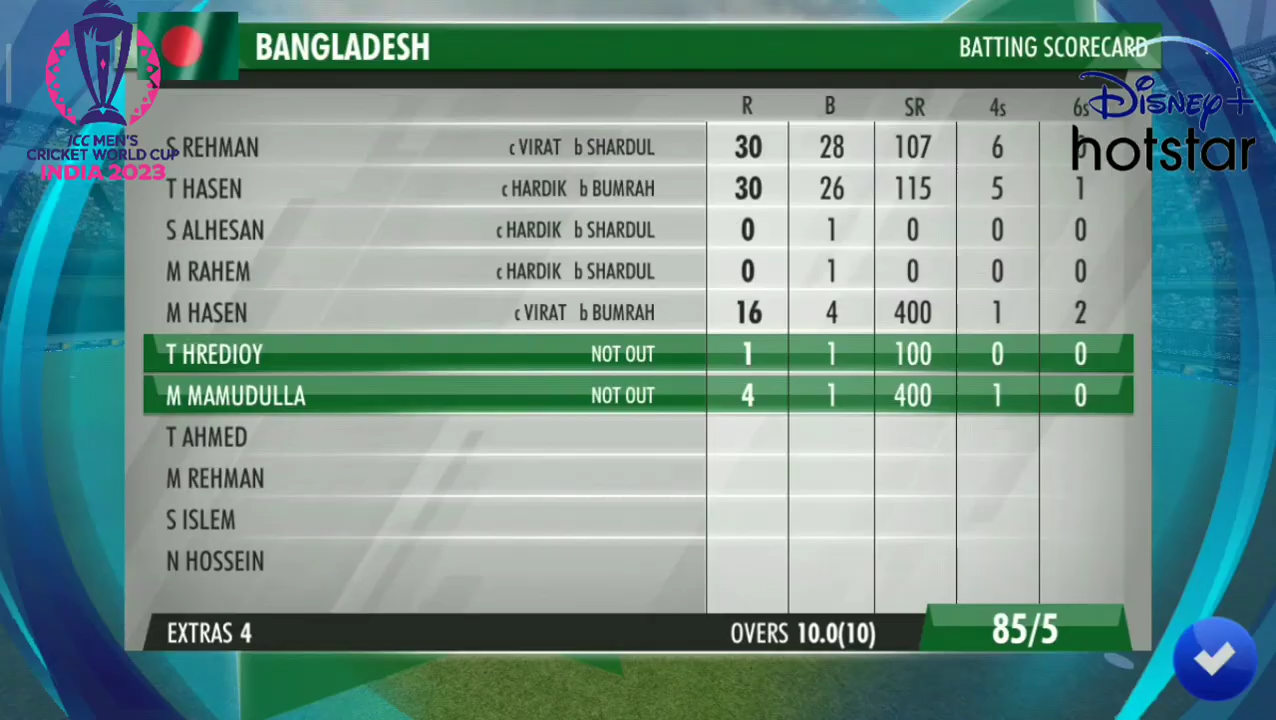 BANGLADESH BATTING SCORECARD
ICC MEN'S
CRICKET WORLD CUP
INDIA 2023
Disney+
hotstar
R B SR 4s 6s
S REHMAN c VIRAT b SHARDUL 30 28 107 6
T HASEN c HARDIK b BUMRAH 30 26 115 5 1
S ALHESAN c HARDIK b SHARDUL 0 1 0 0 0
M RAHEM c HARDIK b SHARDUL 0 1 0 0 0
M HASEN c VIRAT b BUMRAH 16 4 400 1 2
T HREDIOY NOT OUT 1 1 100 0 0
M MAMUDULLA NOT OUT 4 1 400 1 0
T AHMED
M REHMAN
S ISLEM
N HOSSEIN
EXTRAS 4 OVERS 10.0(10) 85/5